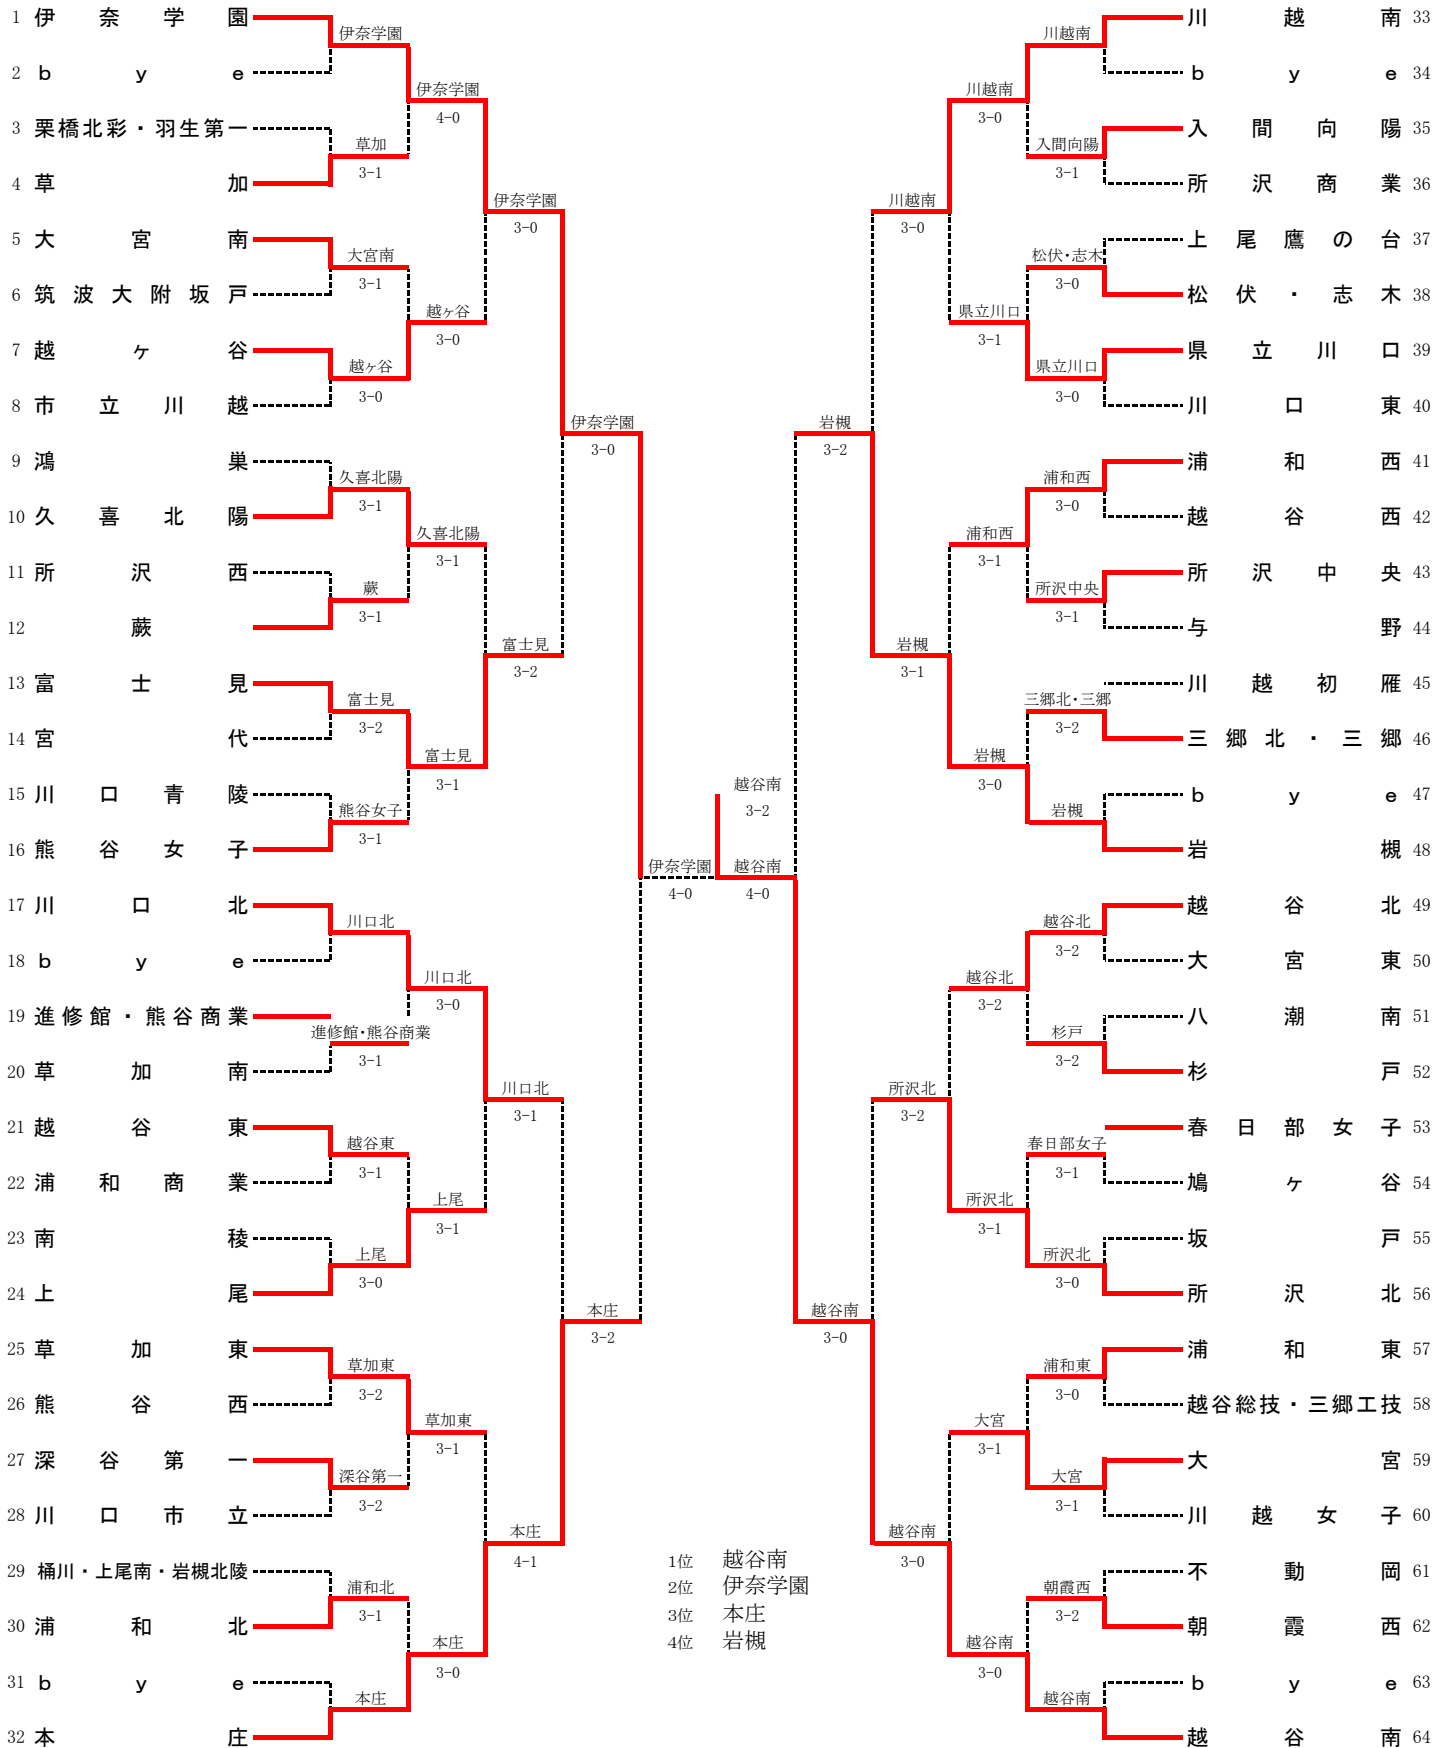 1 伊奈学園
2 bye
3 栗橋北彩・羽生第一
4 草加
5 大宮南
6 筑波大附坂戸
7 越ヶ谷
8 市立川越
9 鴻巣
10 久喜北陽
11 所沢西
12 蕨
13 富士見
14 宮代
15 川口青陵
16 熊谷女子
17 川口北
18 bye
19 進修館・熊谷商業
20 草加南
21 越谷東
22 浦和商業
23 南稜
24 上尾
25 草加東
26 熊谷西
27 深谷第一
28 川口市立
29 桶川・上尾南・岩槻北陵
30 浦和北
31 bye
32 本庄
伊奈学園
草加
3-1
大宮南
3-1
越ヶ谷
3-0
久喜北陽
3-1
蕨
3-1
富士見
3-2
熊谷女子
3-1
川口北
進修館・熊谷商業
3-1
越谷東
3-1
上尾
3-0
草加東
3-2
深谷第一
3-2
浦和北
3-1
本庄
伊奈学園
4-0
越ヶ谷
3-0
久喜北陽
3-1
富士見
3-1
川口北
3-0
上尾
3-1
草加東
3-1
本庄
3-0
伊奈学園
3-0
富士見
3-2
川口北
3-1
本庄
4-1
伊奈学園
3-0
本庄
3-2
伊奈学園
4-0
越谷南
3-2
越谷南
4-0
岩槻
3-2
越谷南
3-0
川越南
3-0
岩槻
3-1
所沢北
3-2
越谷南
3-0
川越南
3-0
県立川口
3-1
浦和西
3-1
岩槻
3-0
越谷北
3-2
所沢北
3-1
大宮
3-1
越谷南
3-0
川越南
入間向陽
3-1
松伏・志木
3-0
県立川口
3-0
浦和西
3-0
所沢中央
3-1
三郷北・三郷
3-2
岩槻
越谷北
3-2
杉戸
3-2
春日部女子
3-1
所沢北
3-0
浦和東
3-0
大宮
3-1
朝霞西
3-2
越谷南
川越南 33
bye 34
入間向陽 35
所沢商業 36
上尾鷹の台 37
松伏・志木 38
県立川口 39
川口東 40
浦和西 41
越谷西 42
所沢中央 43
与野 44
川越初雁 45
三郷北・三郷 46
bye 47
岩槻 48
越谷北 49
大宮東 50
八潮南 51
杉戸 52
春日部女子 53
鳩ヶ谷 54
坂戸 55
所沢北 56
浦和東 57
越谷総技・三郷工技 58
大宮 59
川越女子 60
不動岡 61
朝霞西 62
bye 63
越谷南 64
1位 越谷南
2位 伊奈学園
3位 本庄
4位 岩槻